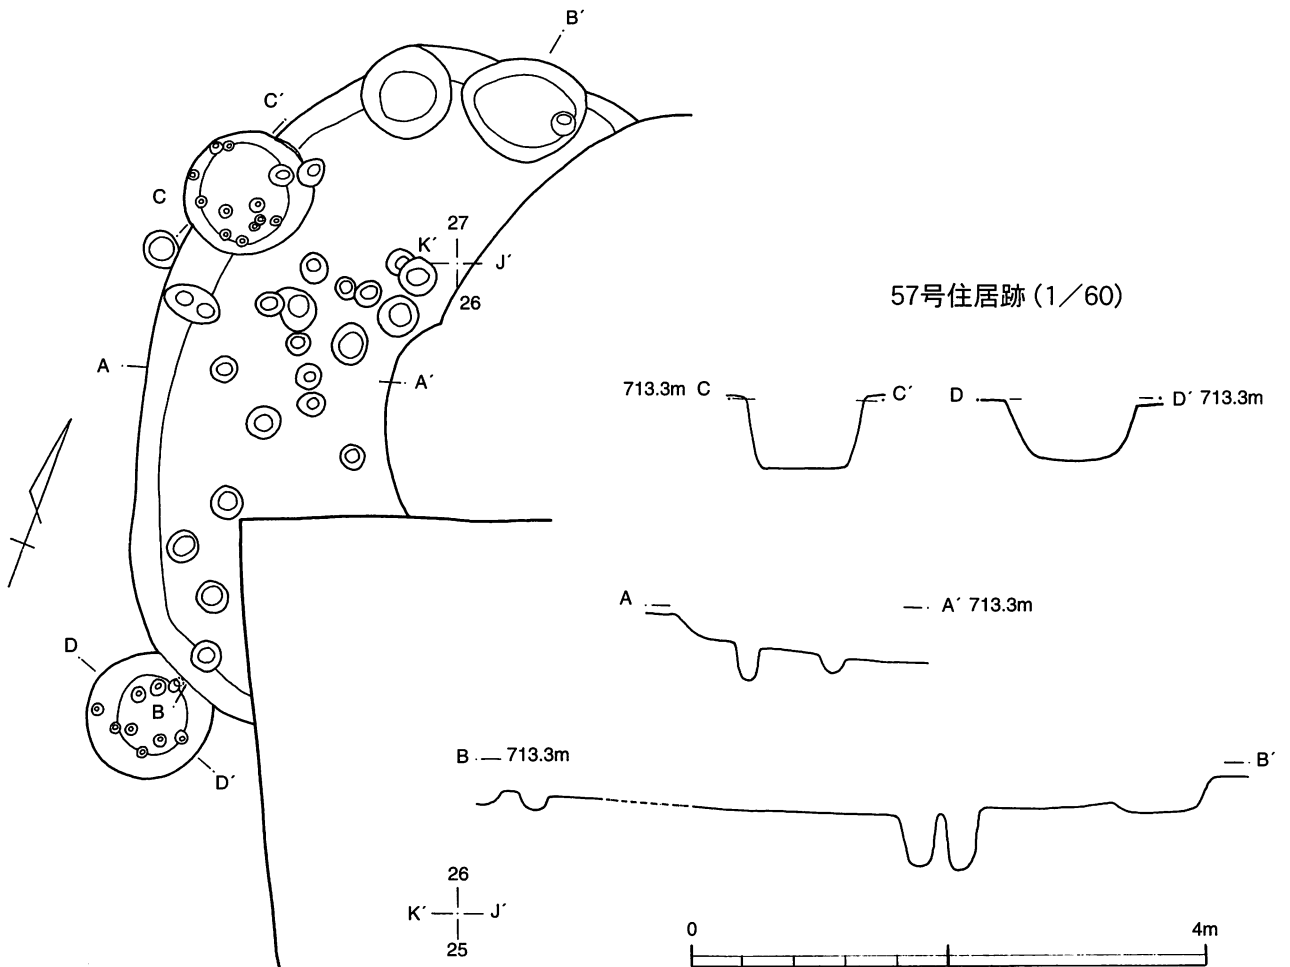 B´
C´
C
27
K´ J´
26
57号住居跡(1/60)
A
A´
713.3m C C´ D D´ 713.3m
A A´ 713.3m
D
B
D´
B 713.3m B´
26
K´ J´
25
0 4m